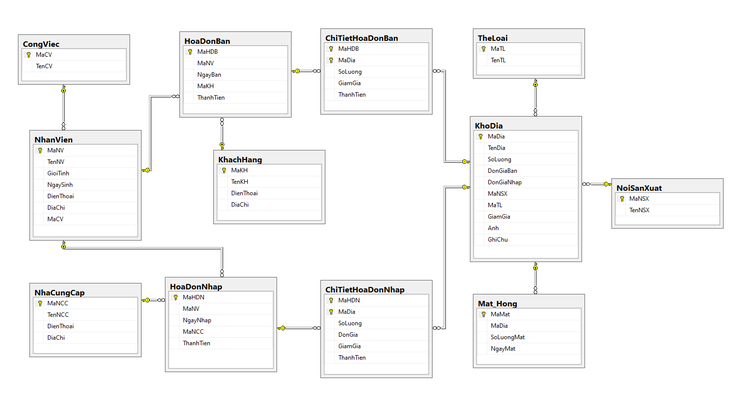 CongViec
MaCV
TenCV
HoaDonBan
MaHDB
MaNV
NgayBan
MaKH
ThanhTien
ChiTietHoaDonBan
MaHDB
MaDia
SoLuong
GiamGia
ThanhTien
TheLoai
MaTL
TenTL
NhanVien
MaNV
TenNV
GioiTinh
NgaySinh
DienThoai
DiaChi
MaCV
KhachHang
MaKH
TenKH
DienThoai
DiaChi
KhoDia
MaDia
TenDia
SoLuong
DonGiaBan
DonGiaNhap
MaNSX
MaTL
GiamGia
Anh
GhiChu
NoiSanXuat
MaNSX
TenNSX
NhaCungCap
MaNCC
TenNCC
DienThoai
DiaChi
HoaDonNhap
MaHDN
MaNV
NgayNhap
MaNCC
ThanhTien
ChiTietHoaDonNhap
MaHDN
MaDia
SoLuong
DonGia
GiamGia
ThanhTien
Mat_Hong
MaMat
MaDia
SoLuongMat
NgayMat